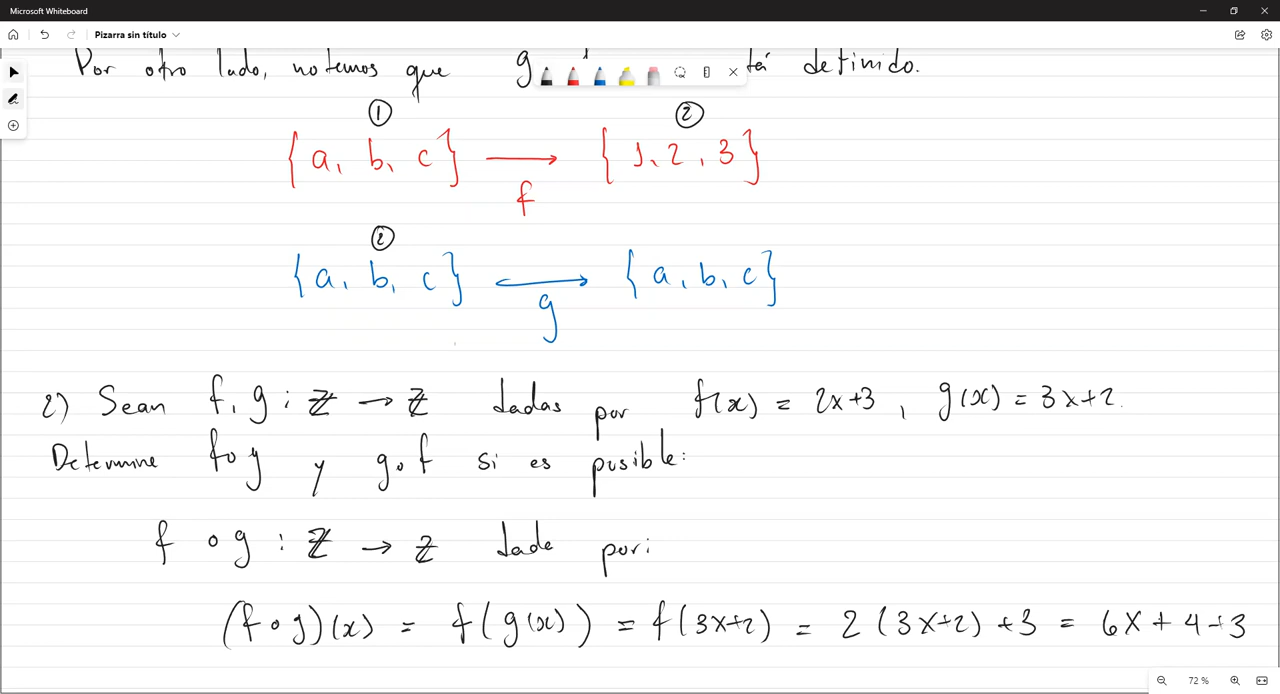 Microsoft Whiteboard
Pizarra sin título
Por otro lado, notemos que g definido.
① ②
{a, b, c} → {1, 2, 3}
f
②
{a, b, c} → {a, b, c}
g
2) Sean f, g : ℤ → ℤ dadas por f(x) = 2x+3, g(x) = 3x+2.
Determine f∘g y g∘f si es posible:
f ∘ g : ℤ → ℤ dade por:
(f ∘ g)(x) = f(g(x)) = f(3x+2) = 2(3x+2)+3 = 6x+4+3
72 %